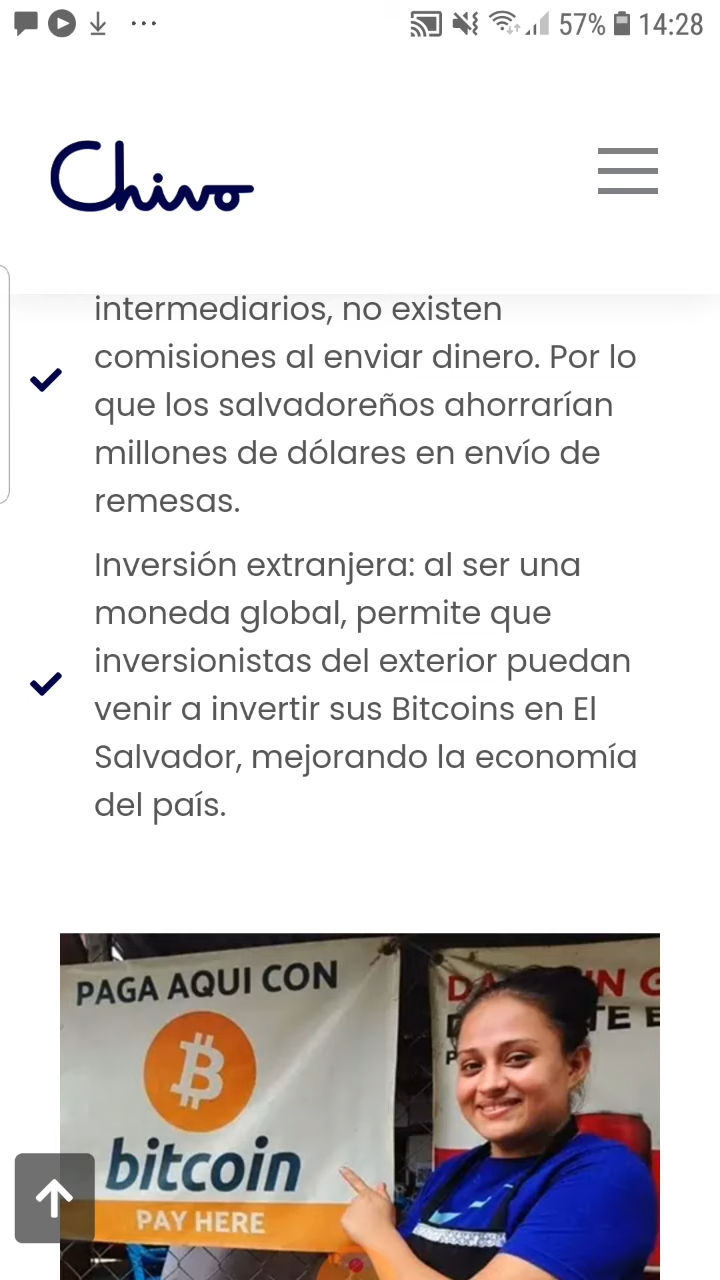 57% 14:28
Chivo
intermediarios, no existen
comisiones al enviar dinero. Por lo
que los salvadoreños ahorrarían
millones de dólares en envío de
remesas.
Inversión extranjera: al ser una
moneda global, permite que
inversionistas del exterior puedan
venir a invertir sus Bitcoins en El
Salvador, mejorando la economía
del país.
PAGA AQUI CON
bitcoin
PAY HERE